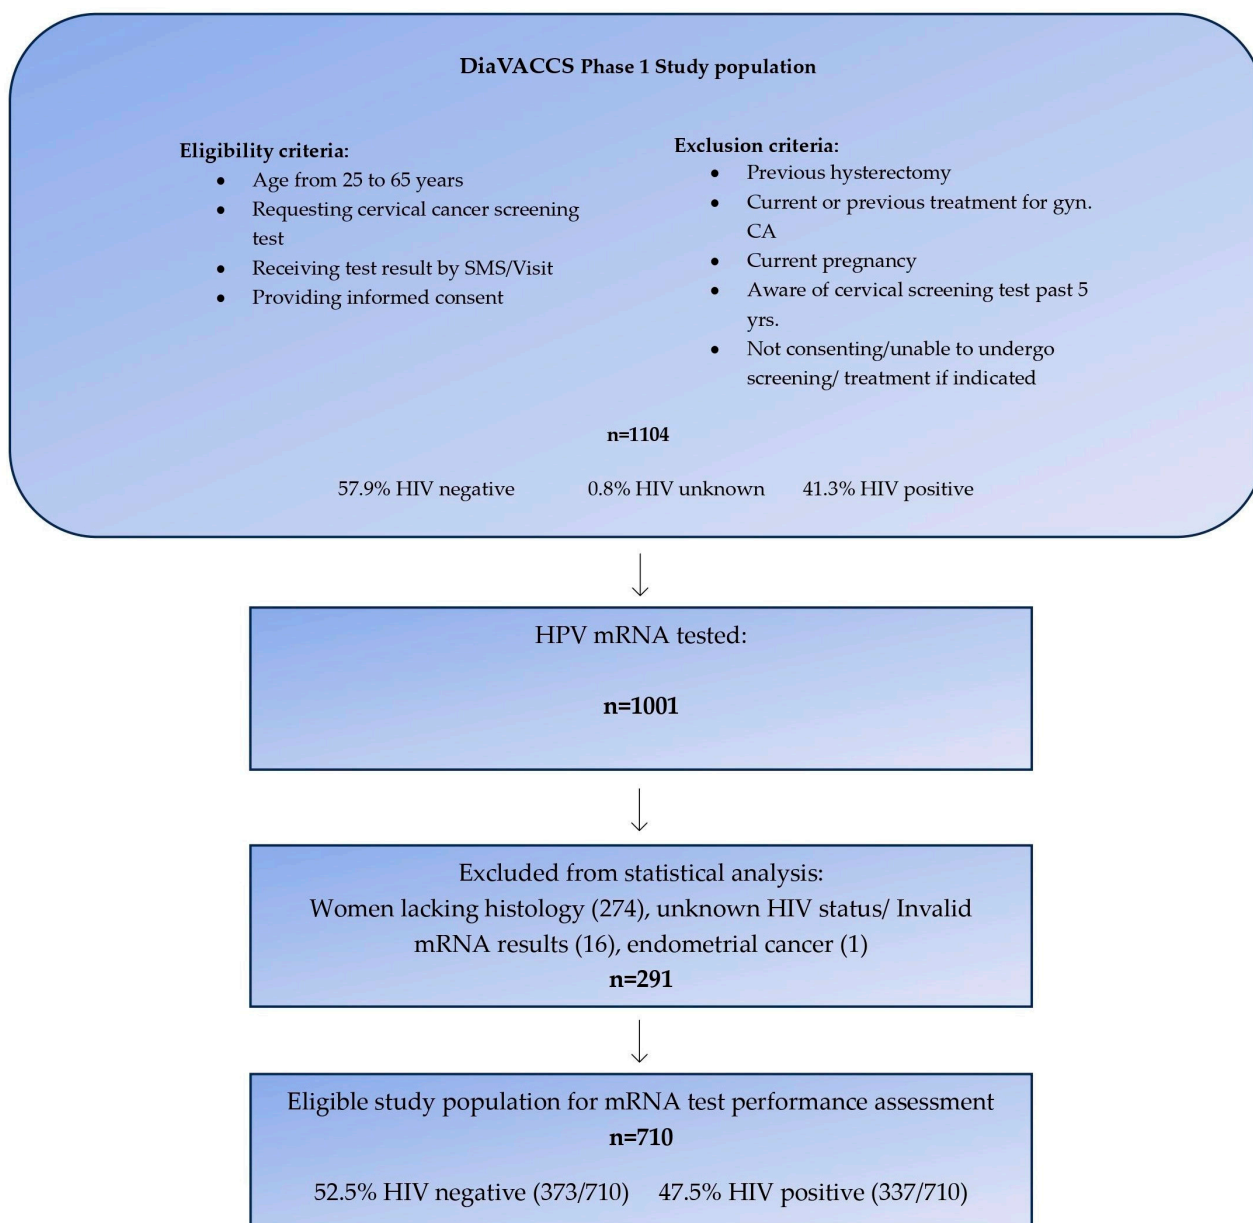 DiaVACCS Phase 1 Study population
Eligibility criteria:
• Age from 25 to 65 years
• Requesting cervical cancer screening
test
• Receiving test result by SMS/Visit
• Providing informed consent
Exclusion criteria:
• Previous hysterectomy
• Current or previous treatment for gyn.
CA
• Current pregnancy
• Aware of cervical screening test past 5
yrs.
• Not consenting/unable to undergo
screening/ treatment if indicated
n=1104
57.9% HIV negative 0.8% HIV unknown 41.3% HIV positive
HPV mRNA tested:
n=1001
Excluded from statistical analysis:
Women lacking histology (274), unknown HIV status/ Invalid
mRNA results (16), endometrial cancer (1)
n=291
Eligible study population for mRNA test performance assessment
n=710
52.5% HIV negative (373/710) 47.5% HIV positive (337/710)